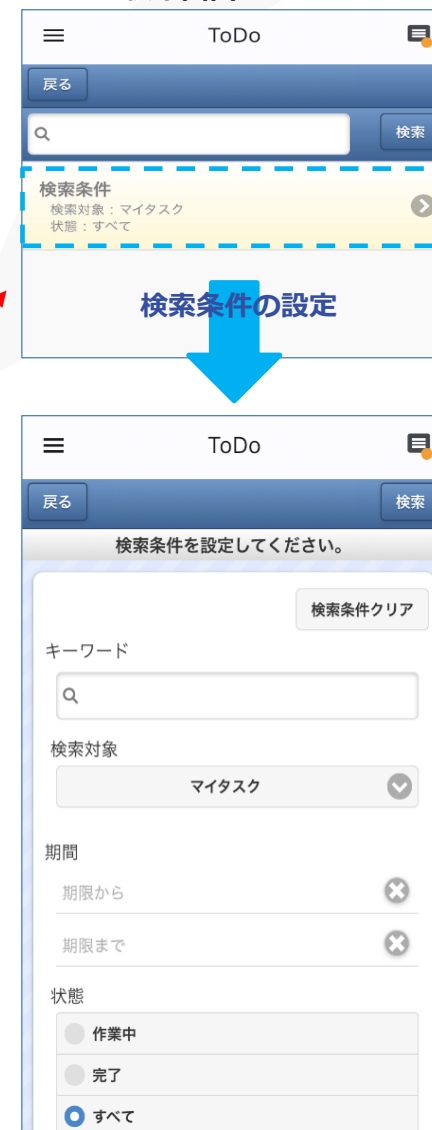 ToDo
戻る
検索
検索条件
検索対象：マイタスク
状態：すべて
検索条件の設定
ToDo
戻る
検索
検索条件を設定してください。
検索条件クリア
キーワード
検索対象
マイタスク
期間
期限から
期限まで
状態
作業中
完了
すべて